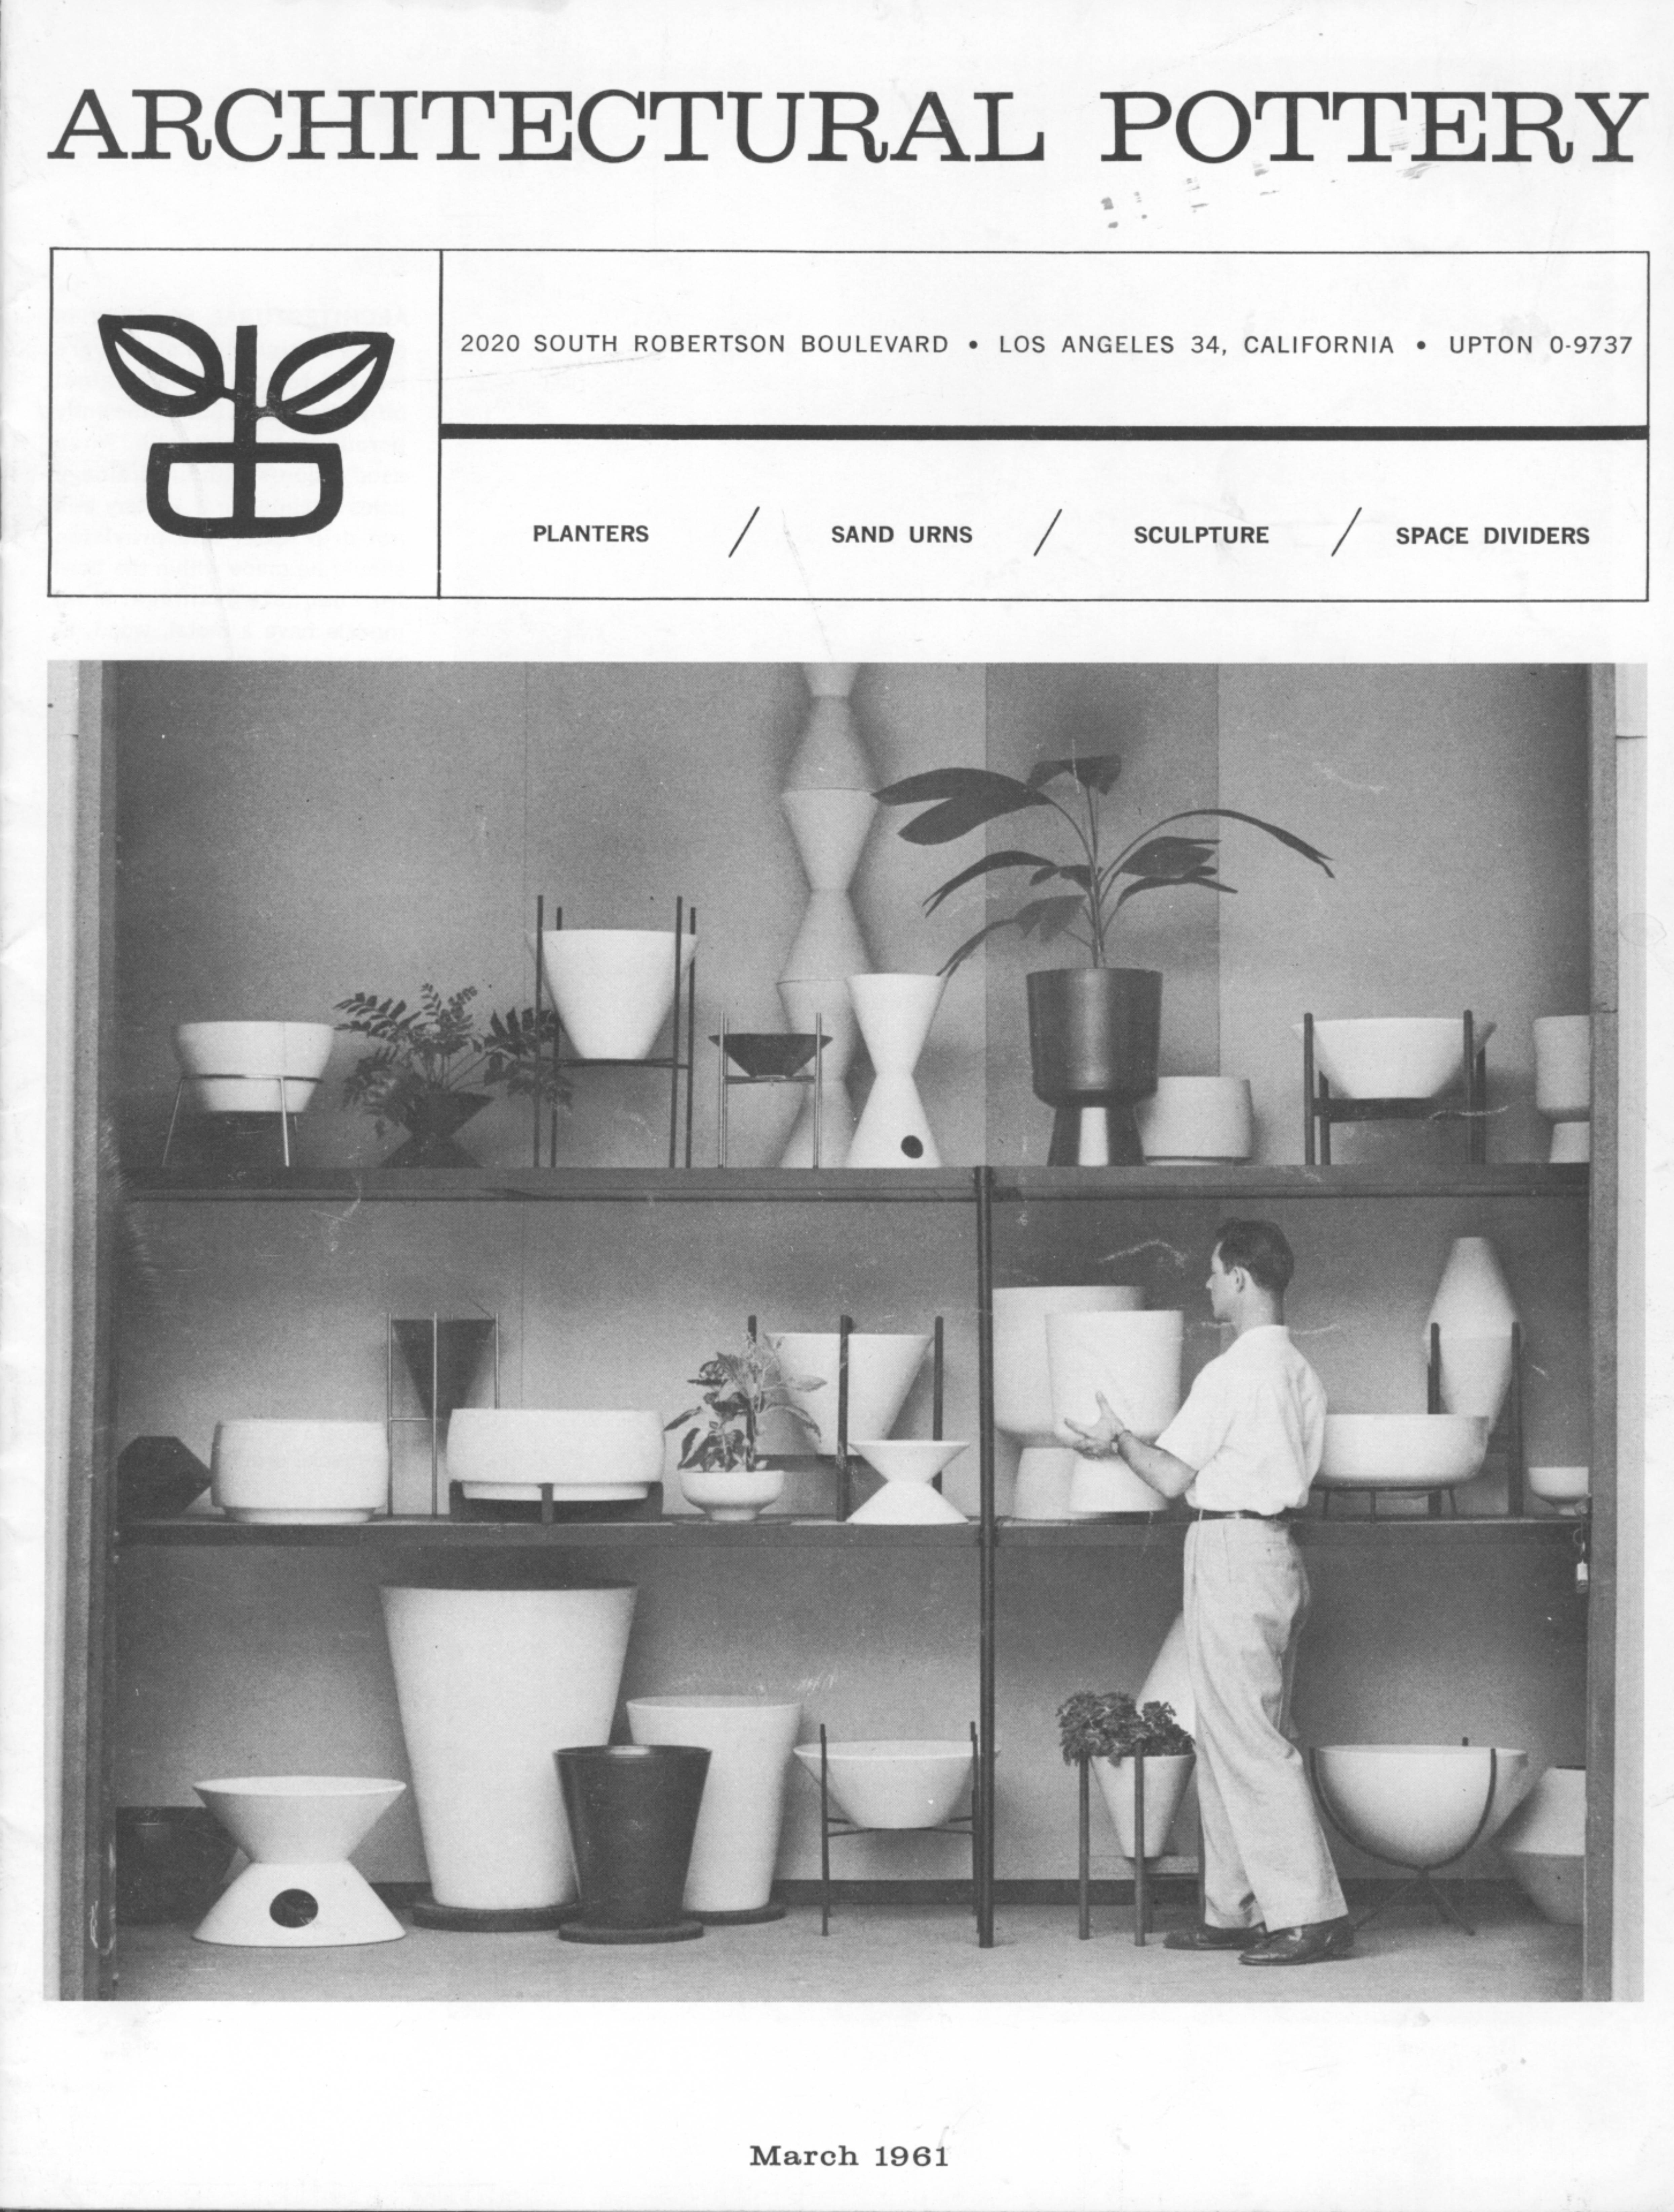 ARCHITECTURAL POTTERY
2020 SOUTH ROBERTSON BOULEVARD • LOS ANGELES 34, CALIFORNIA • UPTON 0-9737
PLANTERS / SAND URNS / SCULPTURE / SPACE DIVIDERS
March 1961